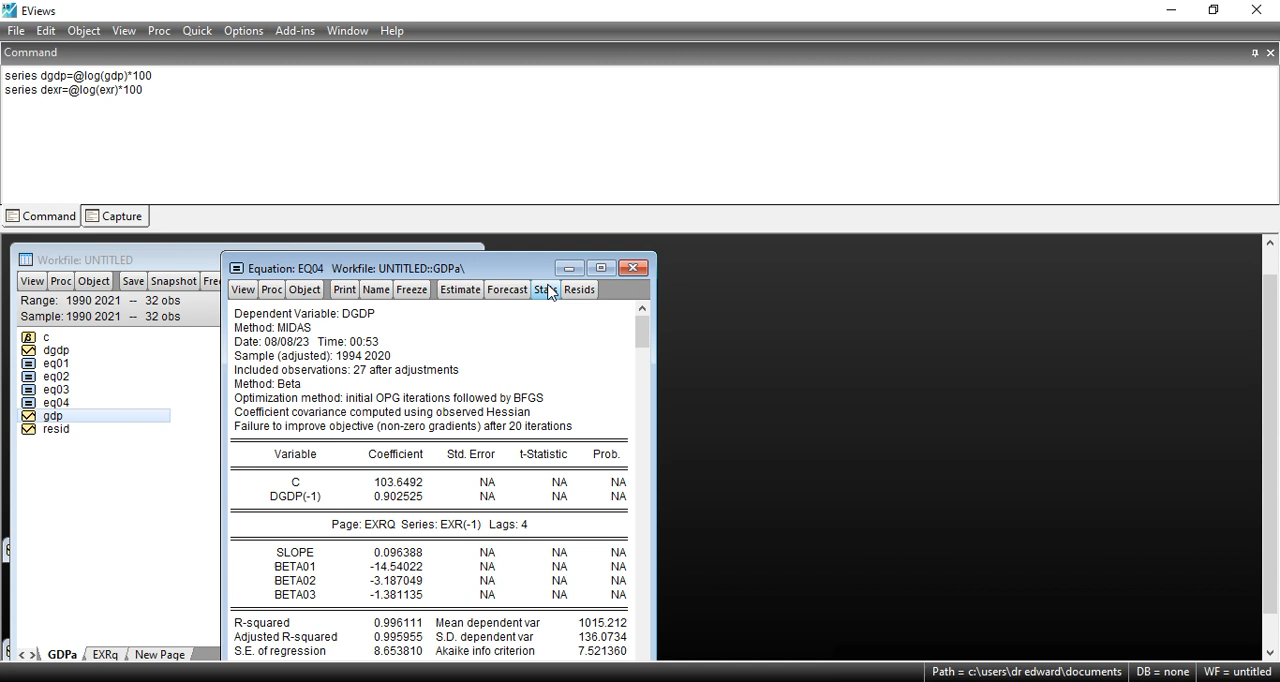 EViews
File Edit Object View Proc Quick Options Add-ins Window Help
Command
series dgdp=@log(gdp)*100
series dexr=@log(exr)*100
Command Capture
Workfile: UNTITLED
View Proc Object Save Snapshot
Range: 1990 2021 -- 32 obs
Sample: 1990 2021 -- 32 obs
c
dgdp
eq01
eq02
eq03
eq04
gdp
resid
GDPa EXRq New Page
Equation: EQ04 Workfile: UNTITLED::GDPa\
View Proc Object Print Name Freeze Estimate Forecast Resids
Dependent Variable: DGDP
Method: MIDAS
Date: 08/08/23 Time: 00:53
Sample (adjusted): 1994 2020
Included observations: 27 after adjustments
Method: Beta
Optimization method: initial OPG iterations followed by BFGS
Coefficient covariance computed using observed Hessian
Failure to improve objective (non-zero gradients) after 20 iterations
Variable Coefficient Std. Error t-Statistic Prob.
C 103.6492 NA NA NA
DGDP(-1) 0.902525 NA NA NA
Page: EXRQ Series: EXR(-1) Lags: 4
SLOPE 0.096388 NA NA NA
BETA01 -14.54022 NA NA NA
BETA02 -3.187049 NA NA NA
BETA03 -1.381135 NA NA NA
R-squared 0.996111 Mean dependent var 1015.212
Adjusted R-squared 0.995955 S.D. dependent var 136.0734
S.E. of regression 8.653810 Akaike info criterion 7.521360
Path = c:\users\dr edward\documents DB = none WF = untitled